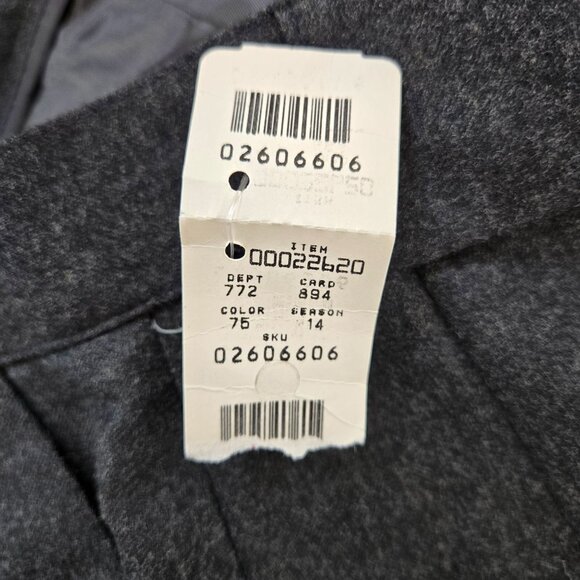 02606606
ITEM
00022620
DEPT CARD
772 894
COLOR SEASON
75 14
SKU
02606606